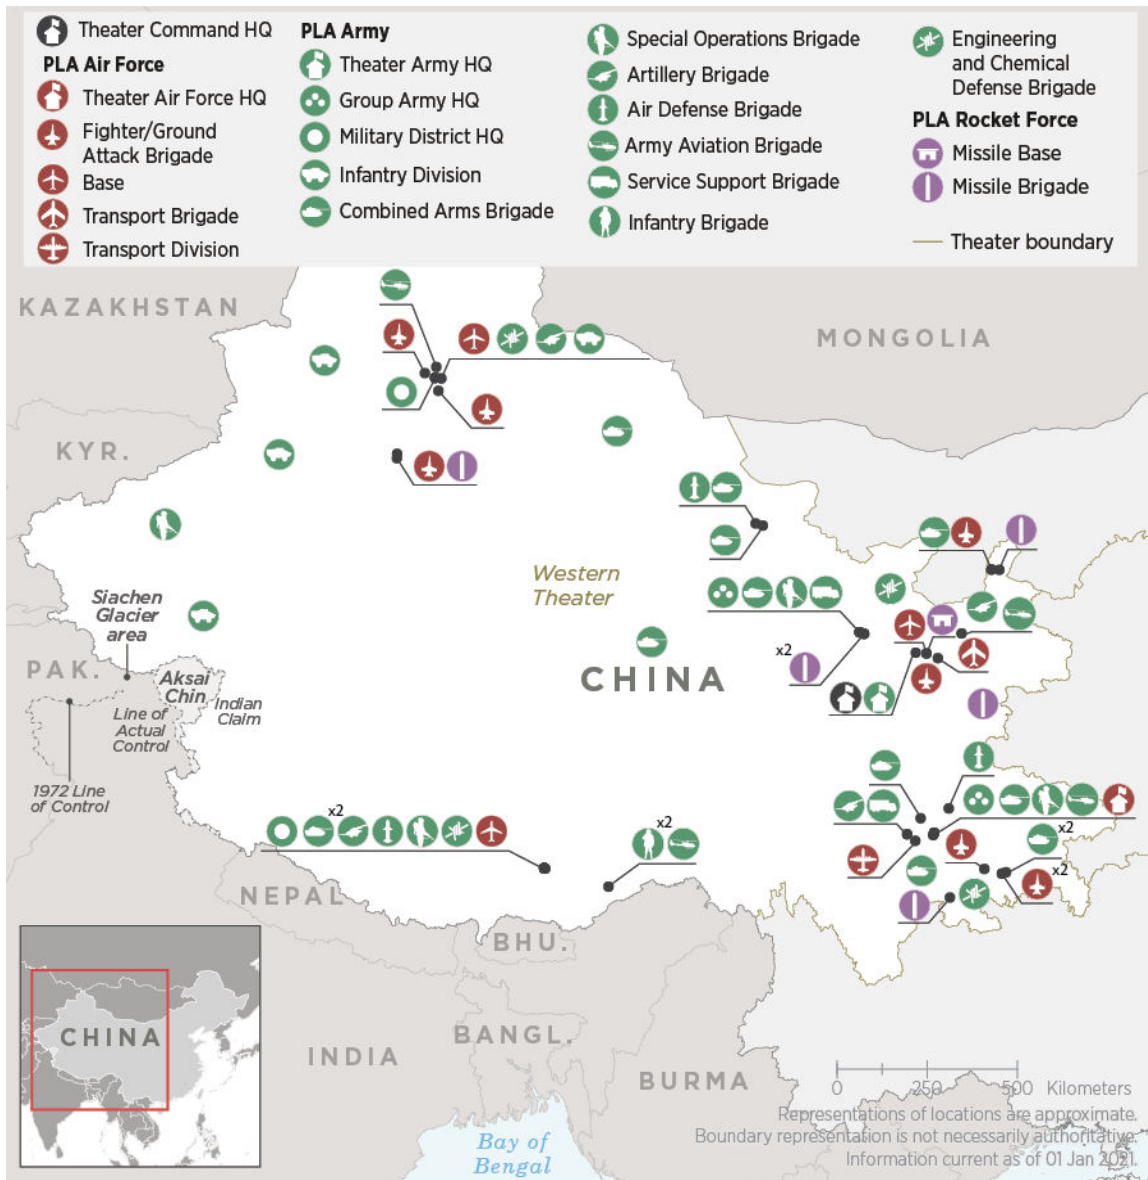 Theater Command HQ
PLA Air Force
Theater Air Force HQ
Fighter/Ground
Attack Brigade
Base
Transport Brigade
Transport Division
PLA Army
Theater Army HQ
Group Army HQ
Military District HQ
Infantry Division
Combined Arms Brigade
Special Operations Brigade
Artillery Brigade
Air Defense Brigade
Army Aviation Brigade
Service Support Brigade
Infantry Brigade
Engineering
and Chemical
Defense Brigade
PLA Rocket Force
Missile Base
Missile Brigade
Theater boundary
KAZAKHSTAN
MONGOLIA
KYR.
Western
Theater
Siachen
Glacier
area
x2
PAK.
Aksai
Chin
CHINA
Indian
Claim
Line of
Actual
Control
1972 Line
of Control
x2
x2
x2
x2
NEPAL
BHU.
CHINA
BANGL.
INDIA
BURMA
0 250 500 Kilometers
Representations of locations are approximate.
Boundary representation is not necessarily authoritative.
Information current as of 01 Jan 2021.
Bay of
Bengal